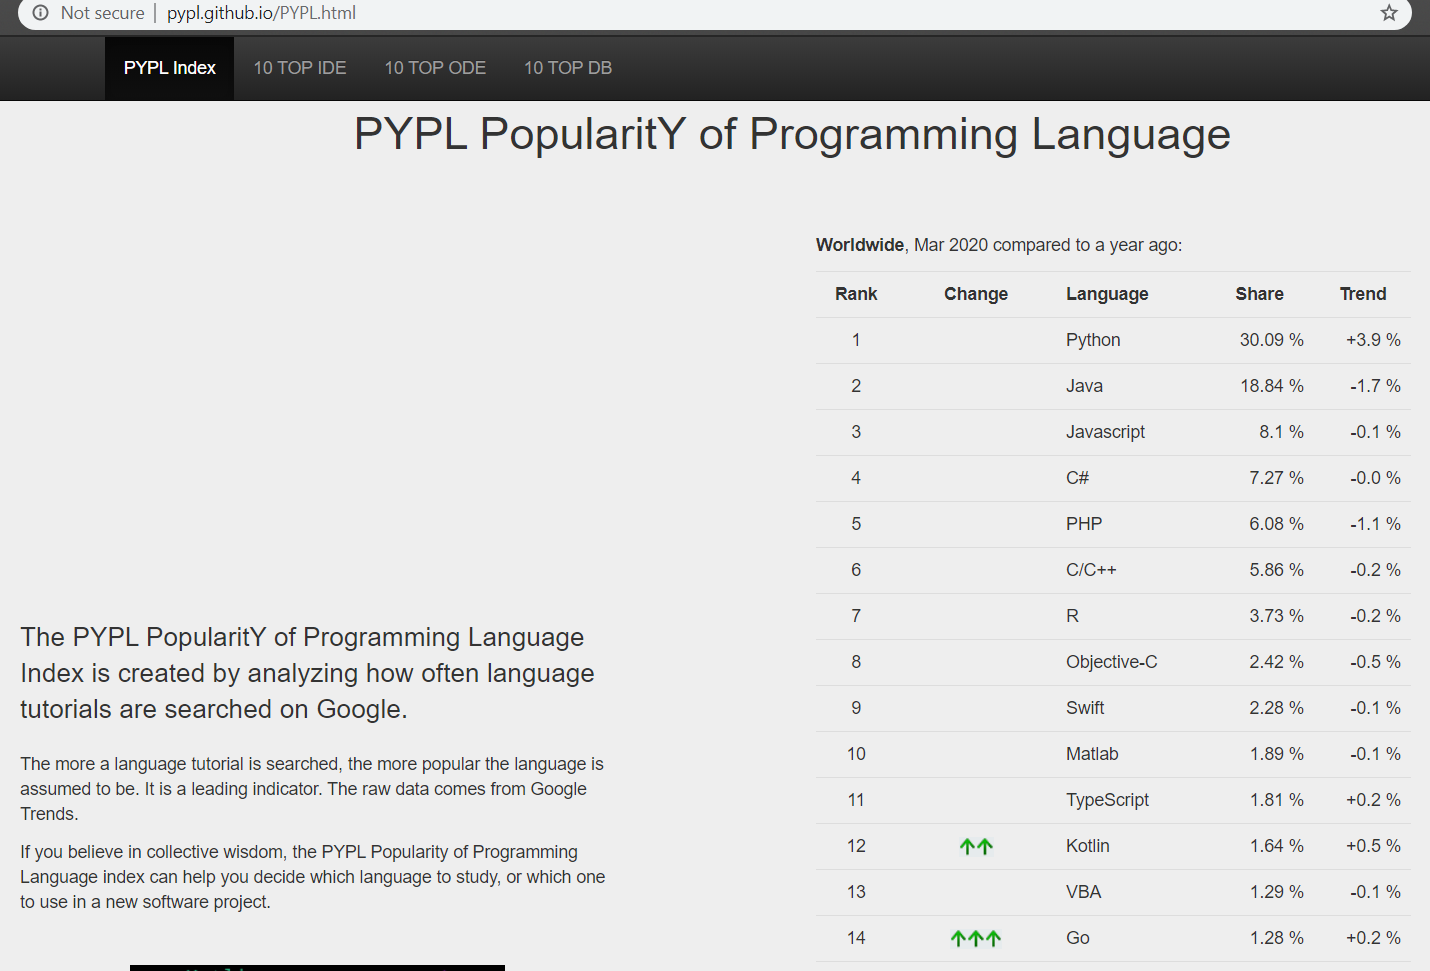 Not secure | pypl.github.io/PYPL.html
PYPL Index 10 TOP IDE 10 TOP ODE 10 TOP DB
PYPL PopularitY of Programming Language
The PYPL PopularitY of Programming Language
Index is created by analyzing how often language
tutorials are searched on Google.
The more a language tutorial is searched, the more popular the language is
assumed to be. It is a leading indicator. The raw data comes from Google
Trends.
If you believe in collective wisdom, the PYPL Popularity of Programming
Language index can help you decide which language to study, or which one
to use in a new software project.
Worldwide, Mar 2020 compared to a year ago:
Rank Change Language Share Trend
1 Python 30.09 % +3.9 %
2 Java 18.84 % -1.7 %
3 Javascript 8.1 % -0.1 %
4 C# 7.27 % -0.0 %
5 PHP 6.08 % -1.1 %
6 C/C++ 5.86 % -0.2 %
7 R 3.73 % -0.2 %
8 Objective-C 2.42 % -0.5 %
9 Swift 2.28 % -0.1 %
10 Matlab 1.89 % -0.1 %
11 TypeScript 1.81 % +0.2 %
12 ↑↑ Kotlin 1.64 % +0.5 %
13 VBA 1.29 % -0.1 %
14 ↑↑↑ Go 1.28 % +0.2 %